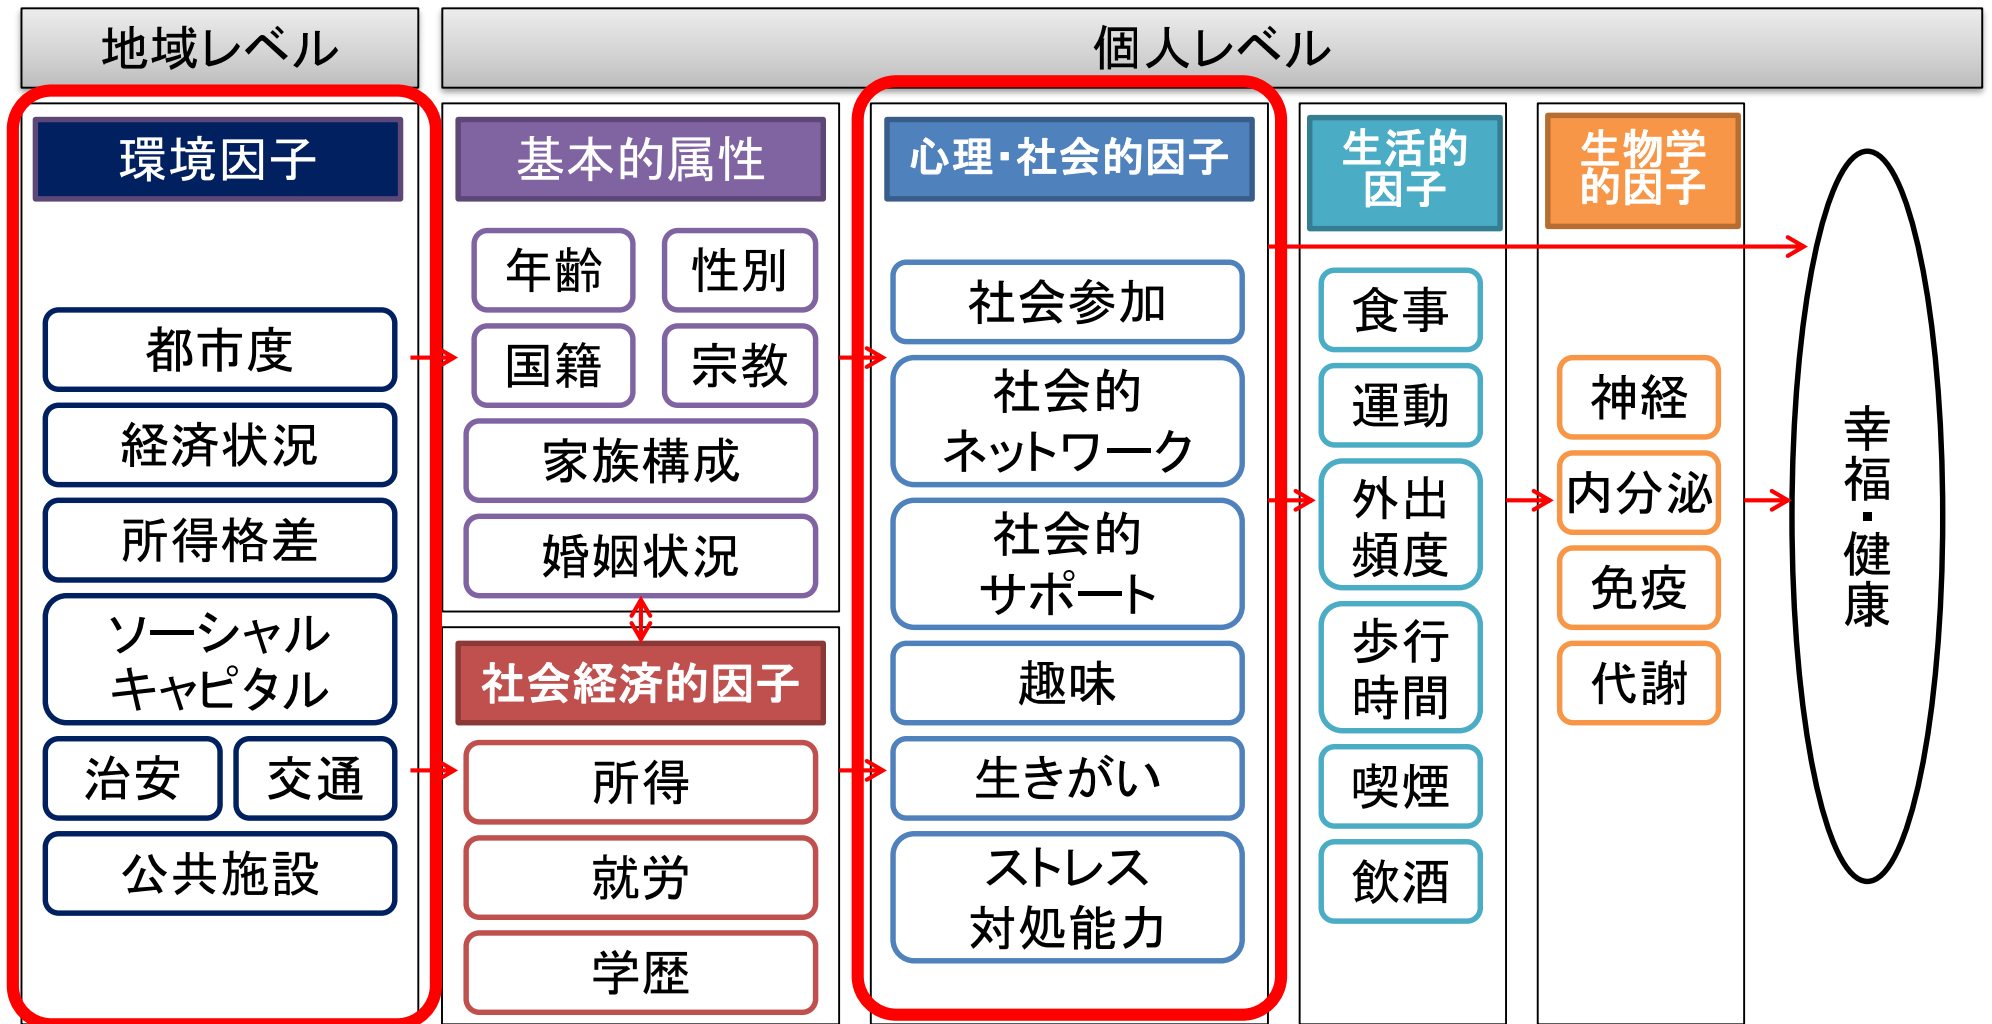 地域レベル
個人レベル
環境因子
都市度
経済状況
所得格差
ソーシャル
キャピタル
治安
交通
公共施設
基本的属性
年齢
性別
国籍
宗教
家族構成
婚姻状況
社会経済的因子
所得
就労
学歴
心理・社会的因子
社会参加
社会的
ネットワーク
社会的
サポート
趣味
生きがい
ストレス
対処能力
生活的
因子
食事
運動
外出
頻度
歩行
時間
喫煙
飲酒
生物学
的因子
神経
内分泌
免疫
代謝
幸福・健康